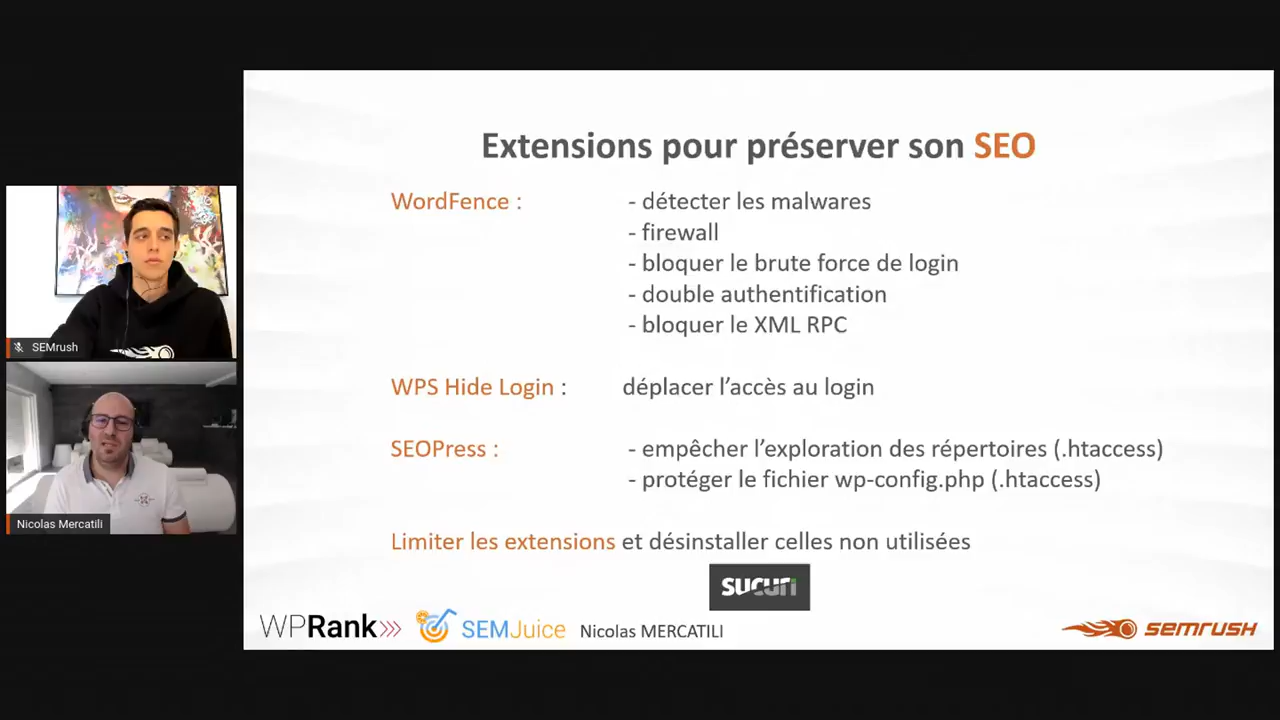 Extensions pour préserver son SEO
WordFence : - détecter les malwares
- firewall
- bloquer le brute force de login
- double authentification
- bloquer le XML RPC
WPS Hide Login : déplacer l’accès au login
SEOPress : - empêcher l’exploration des répertoires (.htaccess)
- protéger le fichier wp-config.php (.htaccess)
Limiter les extensions et désinstaller celles non utilisées
sucuri
WPRank SEMJuice Nicolas MERCATILI semrush
SEMrush
Nicolas Mercatili